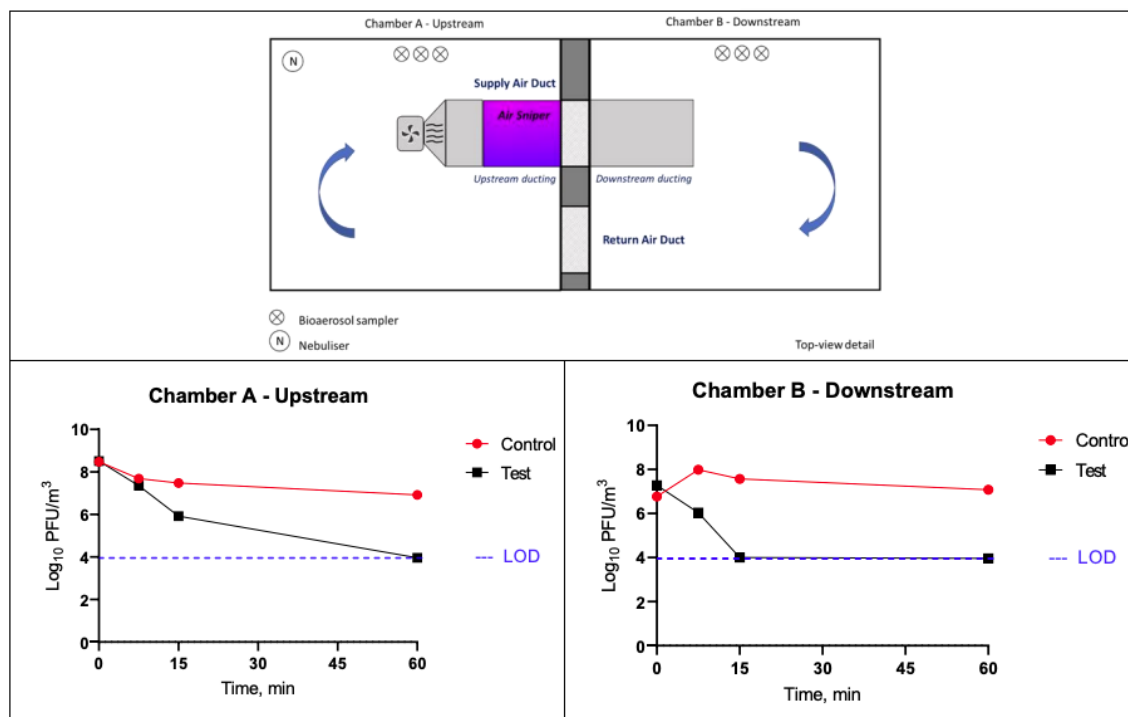 Chamber A - Upstream
Chamber B - Downstream
N
Supply Air Duct
Air Sniper
Upstream ducting
Downstream ducting
Return Air Duct
Bioaerosol sampler
N
Nebuliser
Top-view detail
Chamber A - Upstream
Log10 PFU/m³
10
8
6
4
2
0
0
15
30
45
60
Time, min
Control
Test
LOD
Chamber B - Downstream
Log10 PFU/m³
10
8
6
4
2
0
0
15
30
45
60
Time, min
Contro
Test
LOD